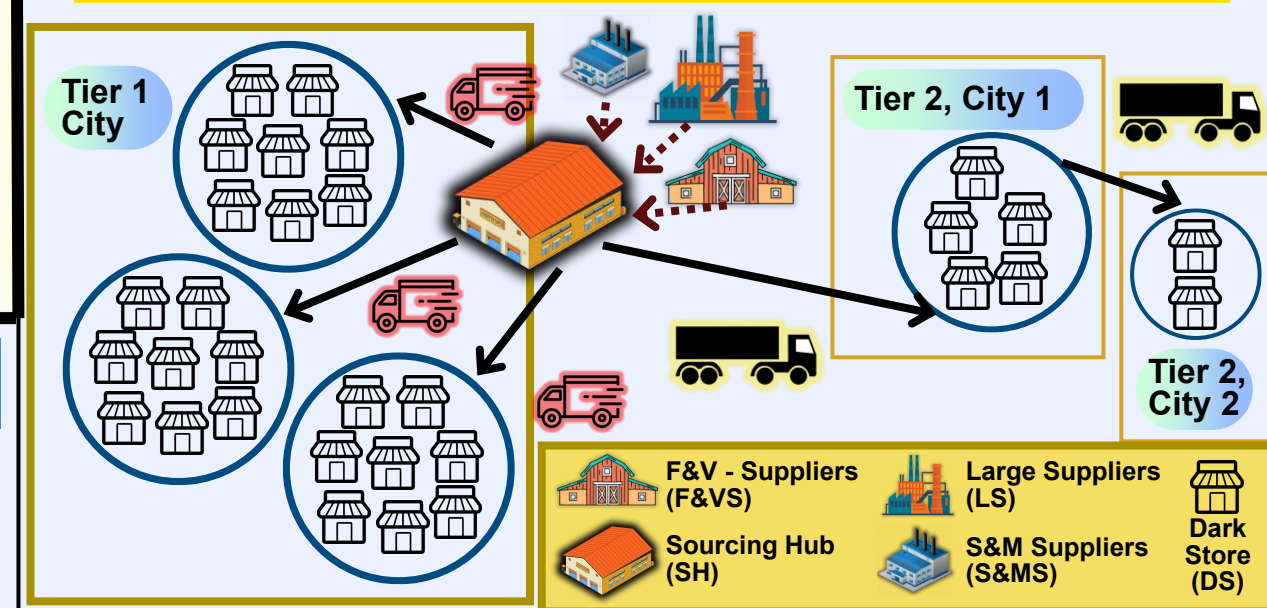 Tier 1
City
Tier 2, City 1
Tier 2,
City 2
F&V - Suppliers
(F&VS)
Large Suppliers
(LS)
Sourcing Hub
(SH)
S&M Suppliers
(S&MS)
Dark
Store
(DS)